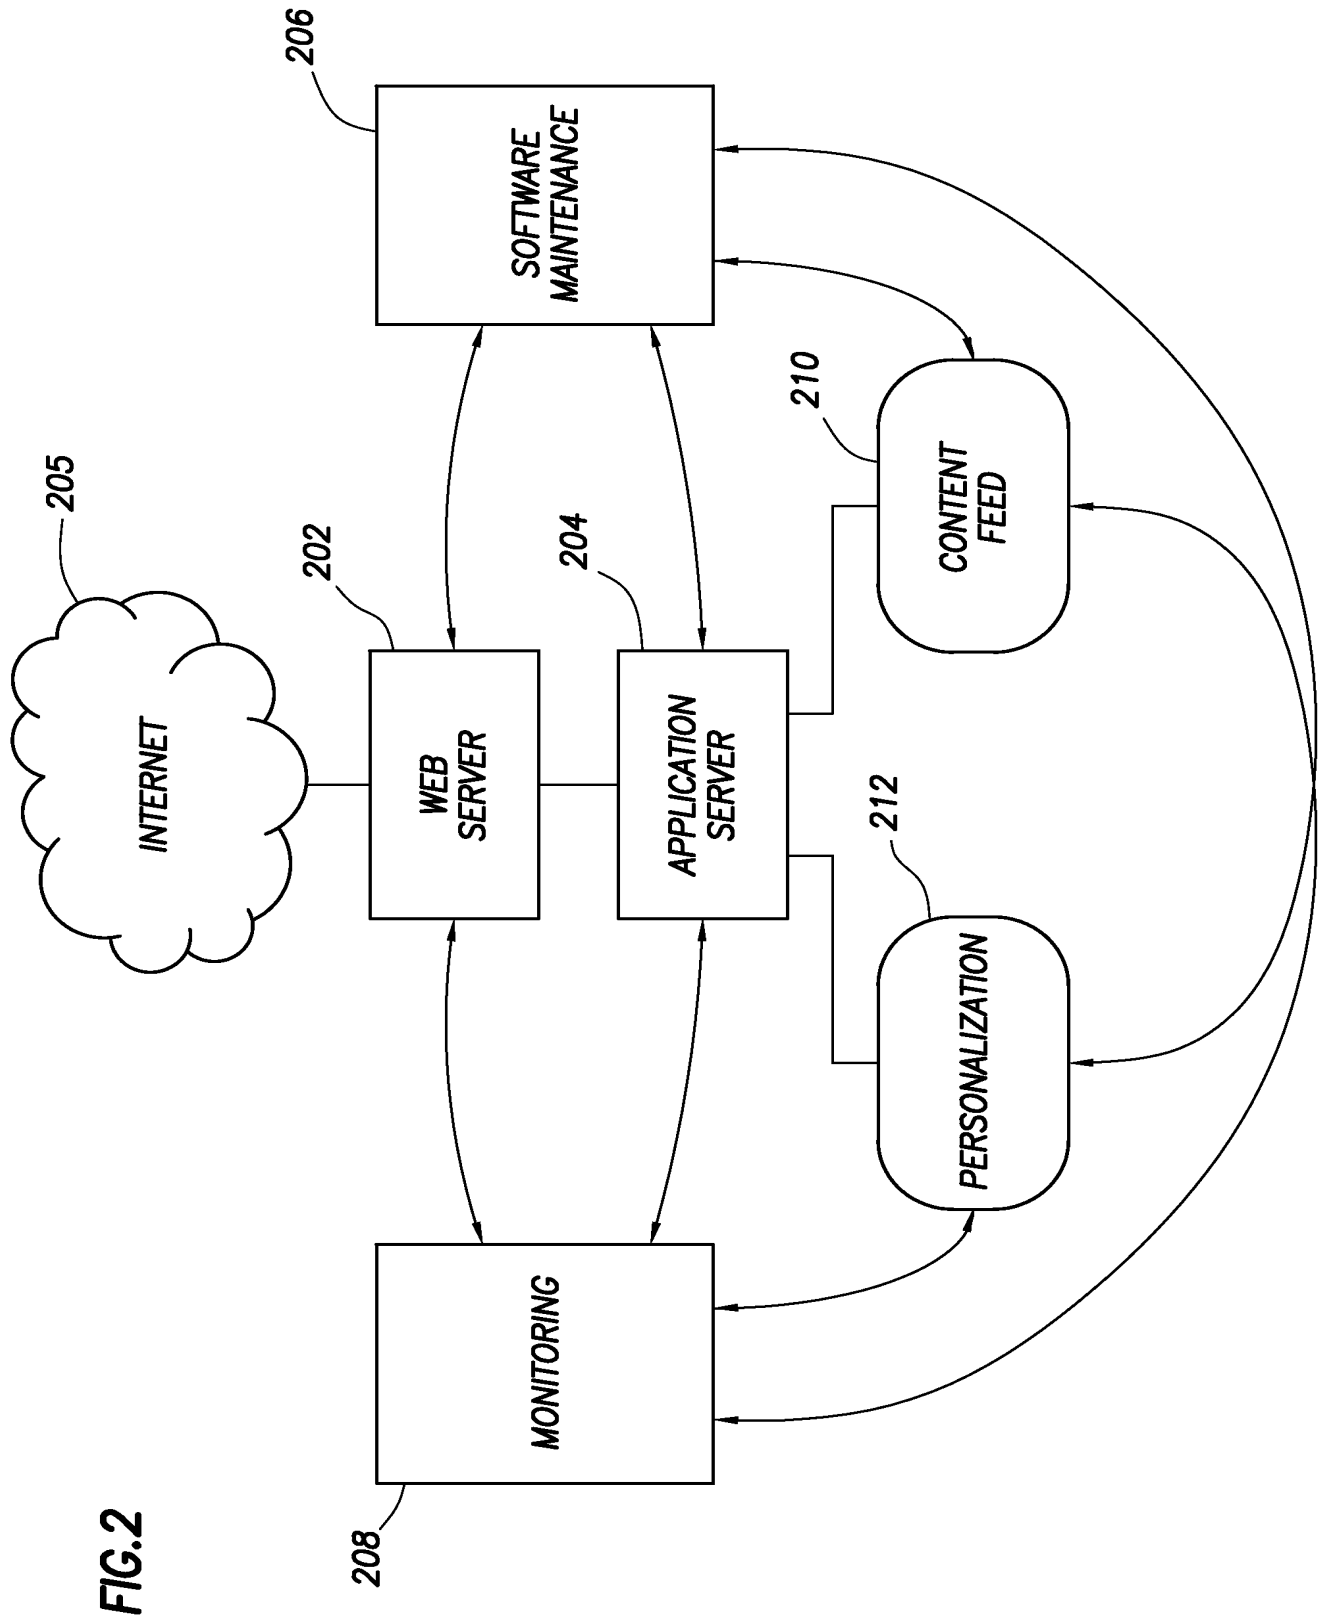 FIG.2
205
INTERNET
202
WEB
SERVER
206
SOFTWARE
MAINTENANCE
208
MONITORING
204
APPLICATION
SERVER
212
PERSONALIZATION
210
CONTENT
FEED